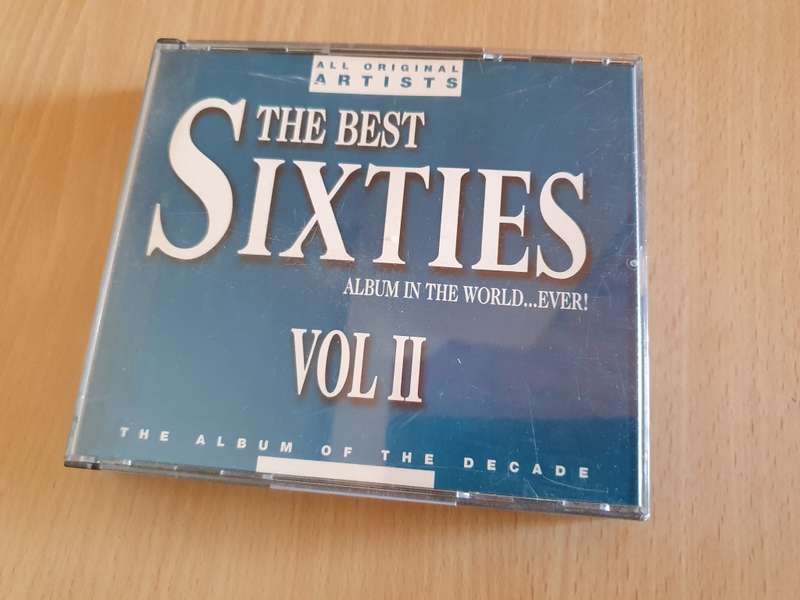 ALL ORIGINAL
ARTISTS
THE BEST
SIXTIES
ALBUM IN THE WORLD...EVER!
VOL II
THE ALBUM OF THE DECADE